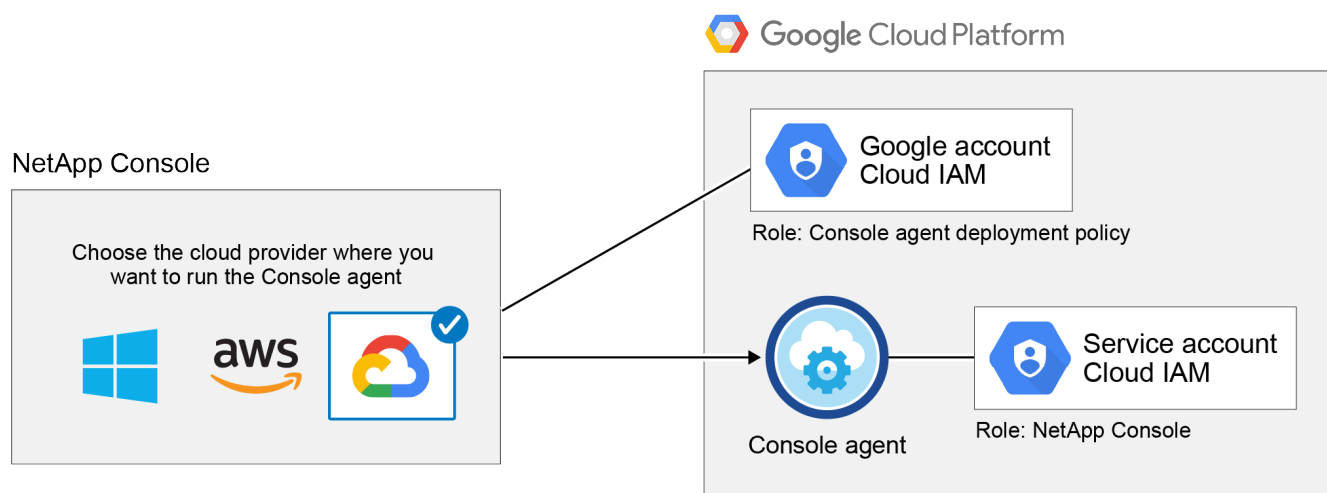 Google Cloud Platform
NetApp Console
Choose the cloud provider where you
want to run the Console agent
aws
Google account
Cloud IAM
Role: Console agent deployment policy
Console agent
Service account
Cloud IAM
Role: NetApp Console